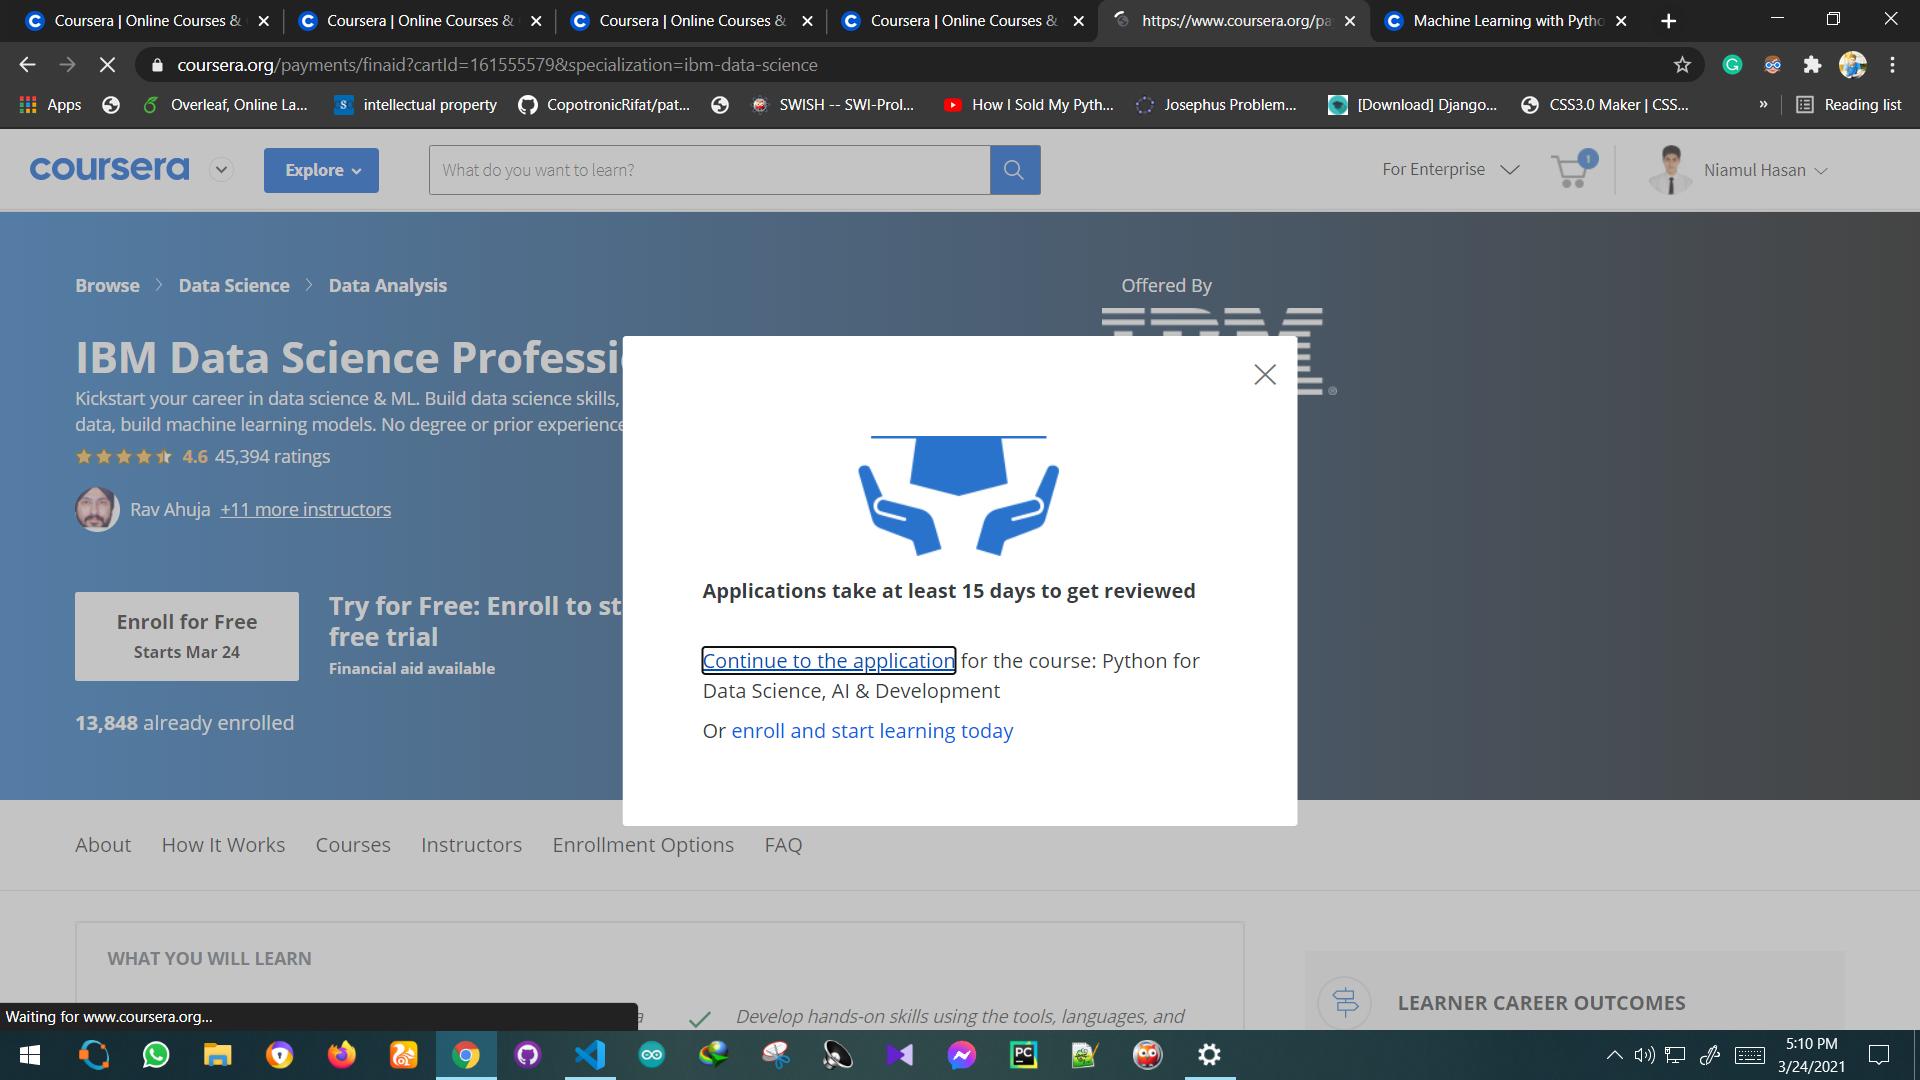 Coursera | Online Courses &
Coursera | Online Courses &
Coursera | Online Courses &
Coursera | Online Courses &
https://www.coursera.org/pa
Machine Learning with Pytho
coursera.org/payments/finaid?cartId=161555579&specialization=ibm-data-science
Apps
Overleaf, Online La...
intellectual property
CopotronicRifat/pat...
SWISH -- SWI-Prol...
How I Sold My Pyth...
Josephus Problem...
[Download] Django...
CSS3.0 Maker | CSS...
»
Reading list
coursera
Explore
What do you want to learn?
For Enterprise
1
Niamul Hasan
Browse > Data Science > Data Analysis
Offered By
IBM®
IBM Data Science Professi
Kickstart your career in data science & ML. Build data science skills,
data, build machine learning models. No degree or prior experience
4.6 45,394 ratings
Rav Ahuja +11 more instructors
Enroll for Free
Starts Mar 24
Try for Free: Enroll to st
free trial
Financial aid available
13,848 already enrolled
Applications take at least 15 days to get reviewed
Continue to the application for the course: Python for
Data Science, AI & Development
Or enroll and start learning today
About
How It Works
Courses
Instructors
Enrollment Options
FAQ
WHAT YOU WILL LEARN
Develop hands-on skills using the tools, languages, and
LEARNER CAREER OUTCOMES
Waiting for www.coursera.org...
PC
5:10 PM
3/24/2021